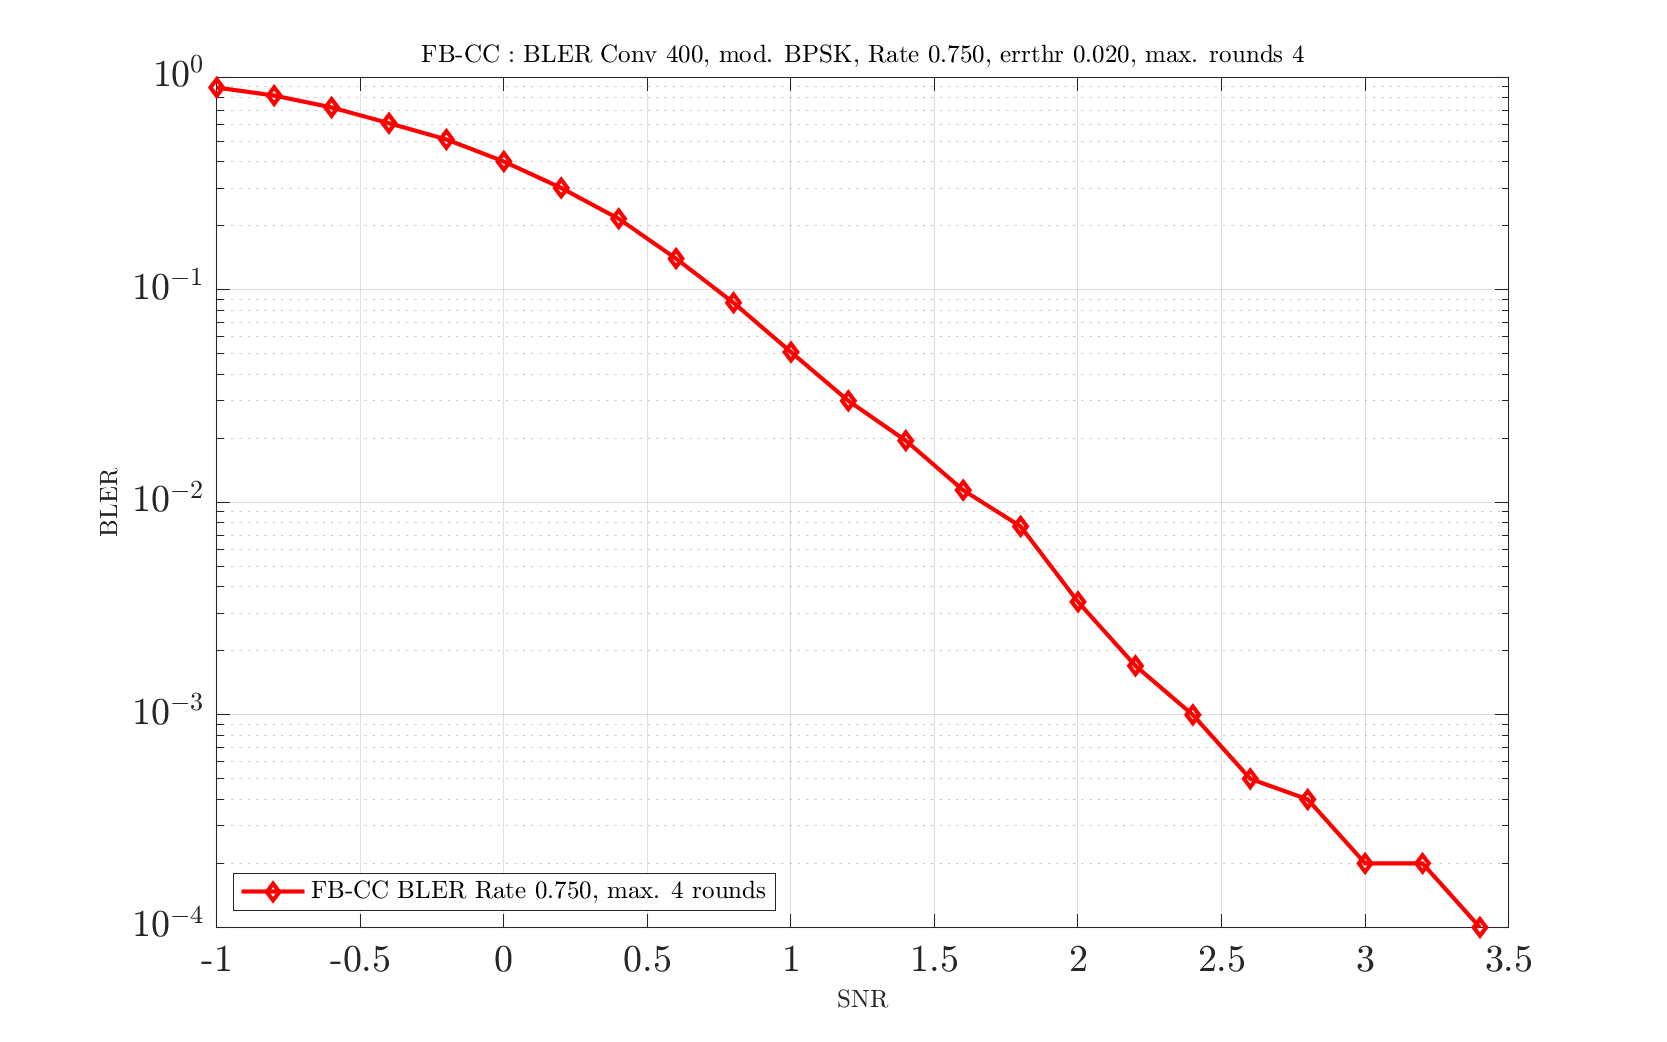 FB-CC : BLER Conv 400, mod. BPSK, Rate 0.750, errthr 0.020, max. rounds 4
10^0
10^-1
10^-2
10^-3
10^-4
BLER
FB-CC BLER Rate 0.750, max. 4 rounds
-1 -0.5 0 0.5 1 1.5 2 2.5 3 3.5
SNR